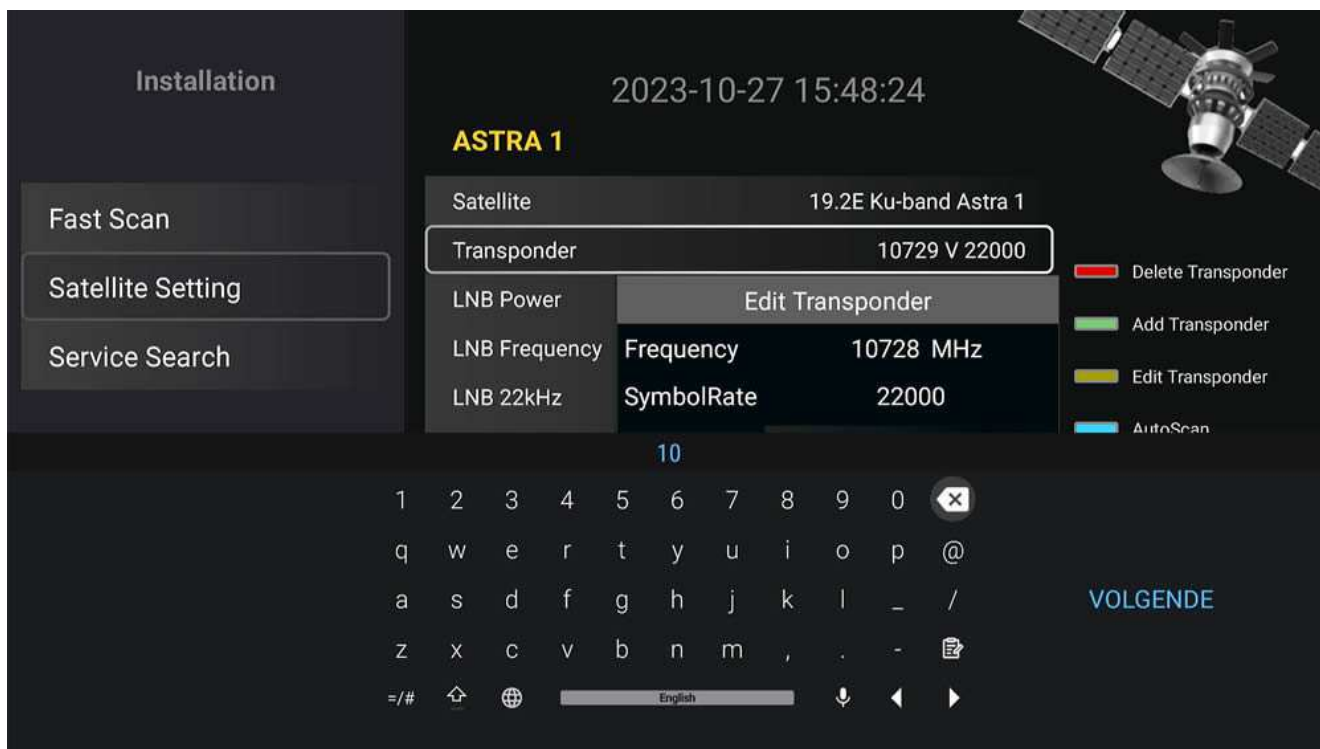 Installation
2023-10-27 15:48:24
ASTRA 1
Fast Scan
Satellite Setting
Service Search
Satellite 19.2E Ku-band Astra 1
Transponder 10729 V 22000
LNB Power
LNB Frequency
LNB 22kHz
Edit Transponder
Frequency 10728 MHz
SymbolRate 22000
Delete Transponder
Add Transponder
Edit Transponder
AutoScan
10
1 2 3 4 5 6 7 8 9 0
q w e r t y u i o p @
a s d f g h j k l _ /
z x c v b n m , . -
=/# English
VOLGENDE